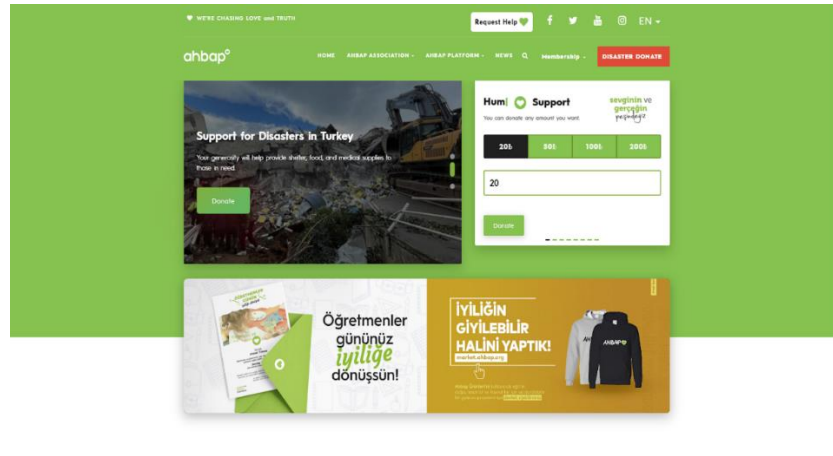 WE'RE CHASING LOVE and TRUTH
Request Help
EN
ahbap
HOME
AHBAP ASSOCIATION
AHBAP PLATFORM
NEWS
Membership
DISASTER DONATE
Support for Disasters in Turkey
Your generosity will help provide shelter, food, and medical supplies to
those in need.
Donate
Hum Support
You can donate any amount you want.
sevginin ve
gerçeğin
peşindeyiz
20₺
50₺
100₺
200₺
20
Donate
Öğretmenler
gününüz
iyiliğe
dönüşsün!
İYİLİĞİN
GİYİLEBİLİR
HALİNİ YAPTIK!
market.ahbap.org
AHBAP